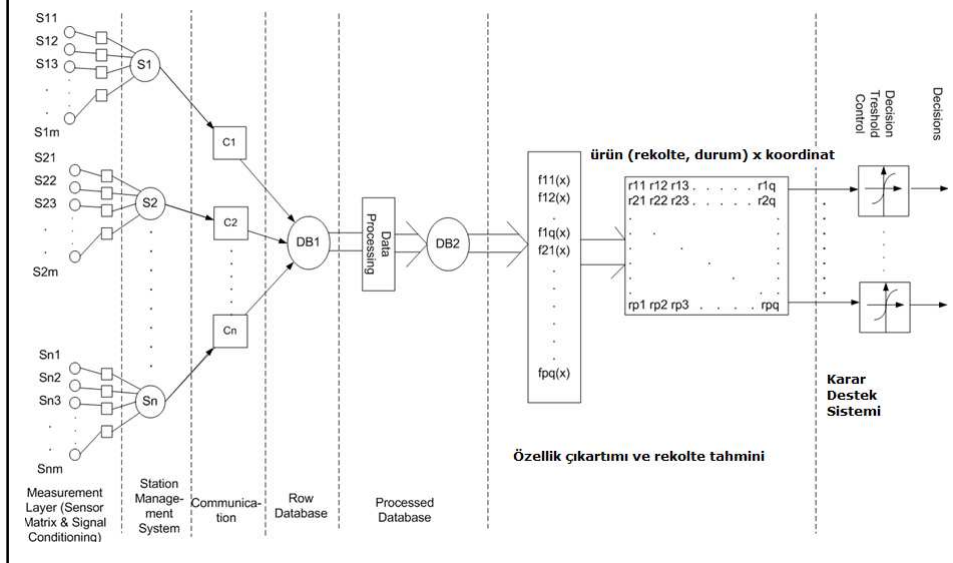 S11
S12
S13
S1m
S21
S22
S23
S2m
Sn1
Sn2
Sn3
Snm
S1
S2
Sn
C1
C2
Cn
DB1
Data
Processing
DB2
f11(x)
f12(x)
f1q(x)
f21(x)
fpq(x)
ürün (rekolte, durum) x koordinat
r11 r12 r13 . . . . . r1q
r21 r22 r23 . . . . . r2q
rp1 rp2 rp3 . . . . . rpq
Decision
Treshold
Control
Decisions
Karar
Destek
Sistemi
Özellik çıkartımı ve rekolte tahmini
Measurement
Layer (Sensor
Matrix & Signal
Conditioning)
Station
Manage-
ment
System
Communica-
tion
Row
Database
Processed
Database